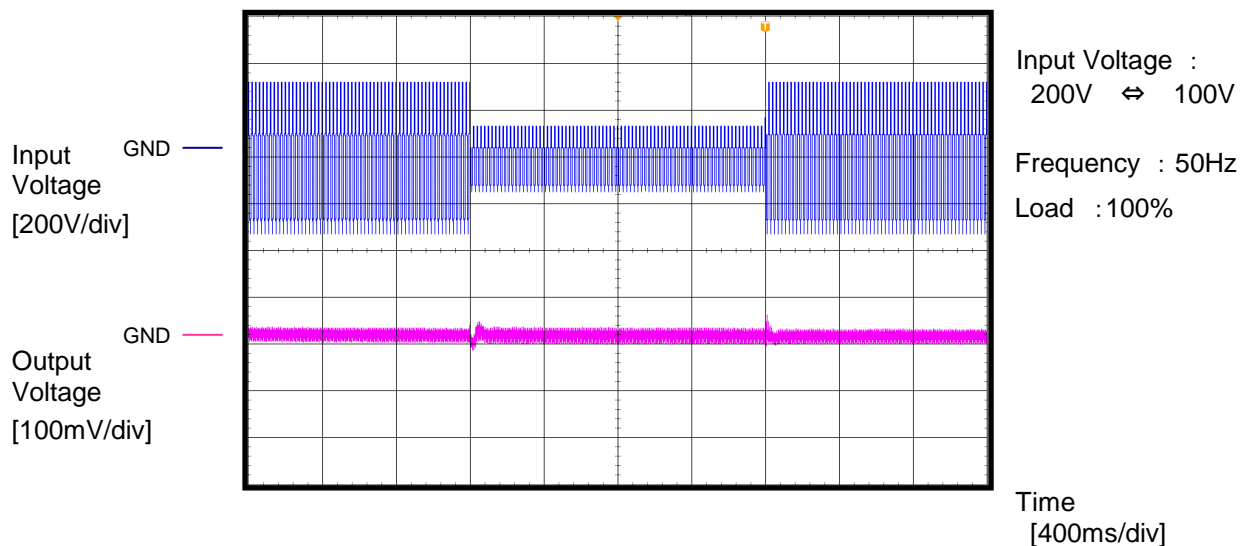 T
Input Voltage :
200V ⇔ 100V
Frequency : 50Hz
Load :100%
Input
Voltage
[200V/div]
GND
GND
Output
Voltage
[100mV/div]
Time
[400ms/div]